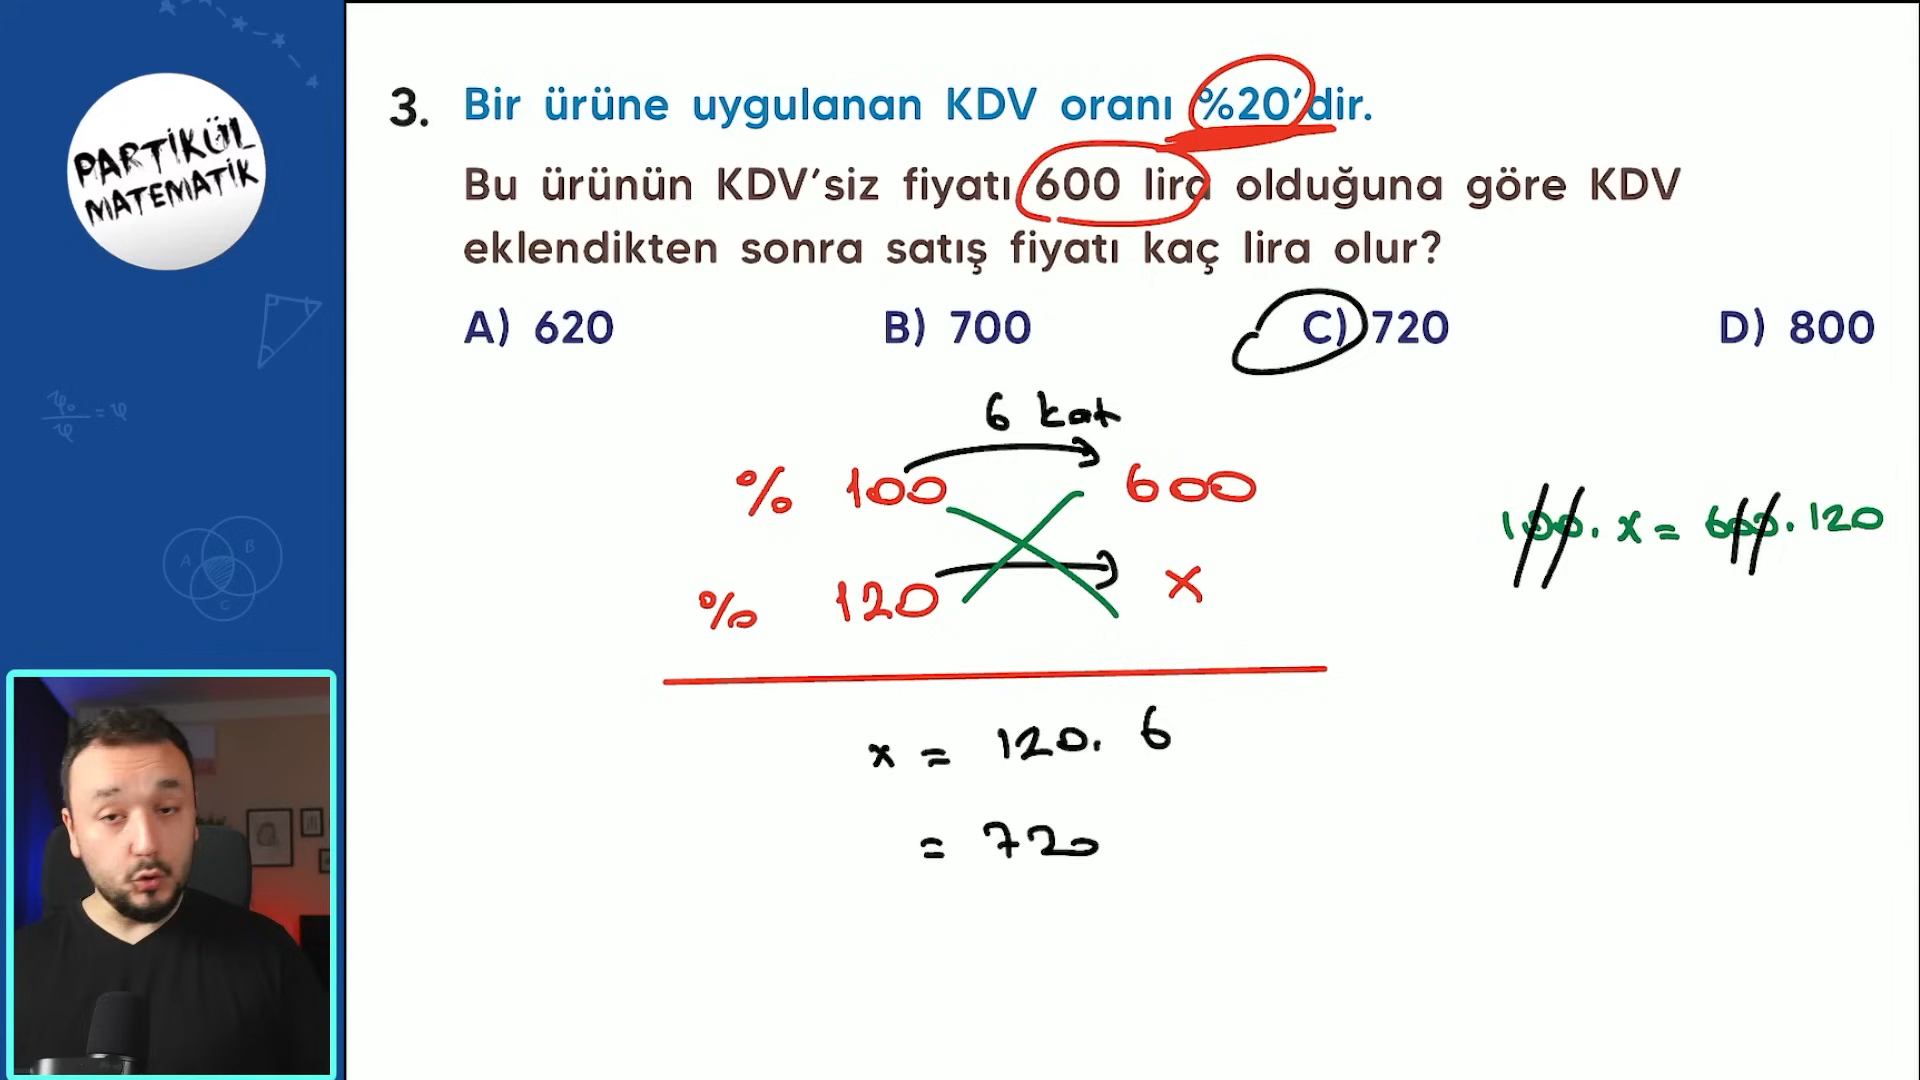 PARTİKÜL
MATEMATİK
3. Bir ürüne uygulanan KDV oranı %20'dir.
Bu ürünün KDV'siz fiyatı 600 lira olduğuna göre KDV
eklendikten sonra satış fiyatı kaç lira olur?
A) 620 B) 700 C) 720 D) 800
6 kat
% 100 600
% 120 x
100. x = 600. 120
x = 120. 6
= 720
A B
C